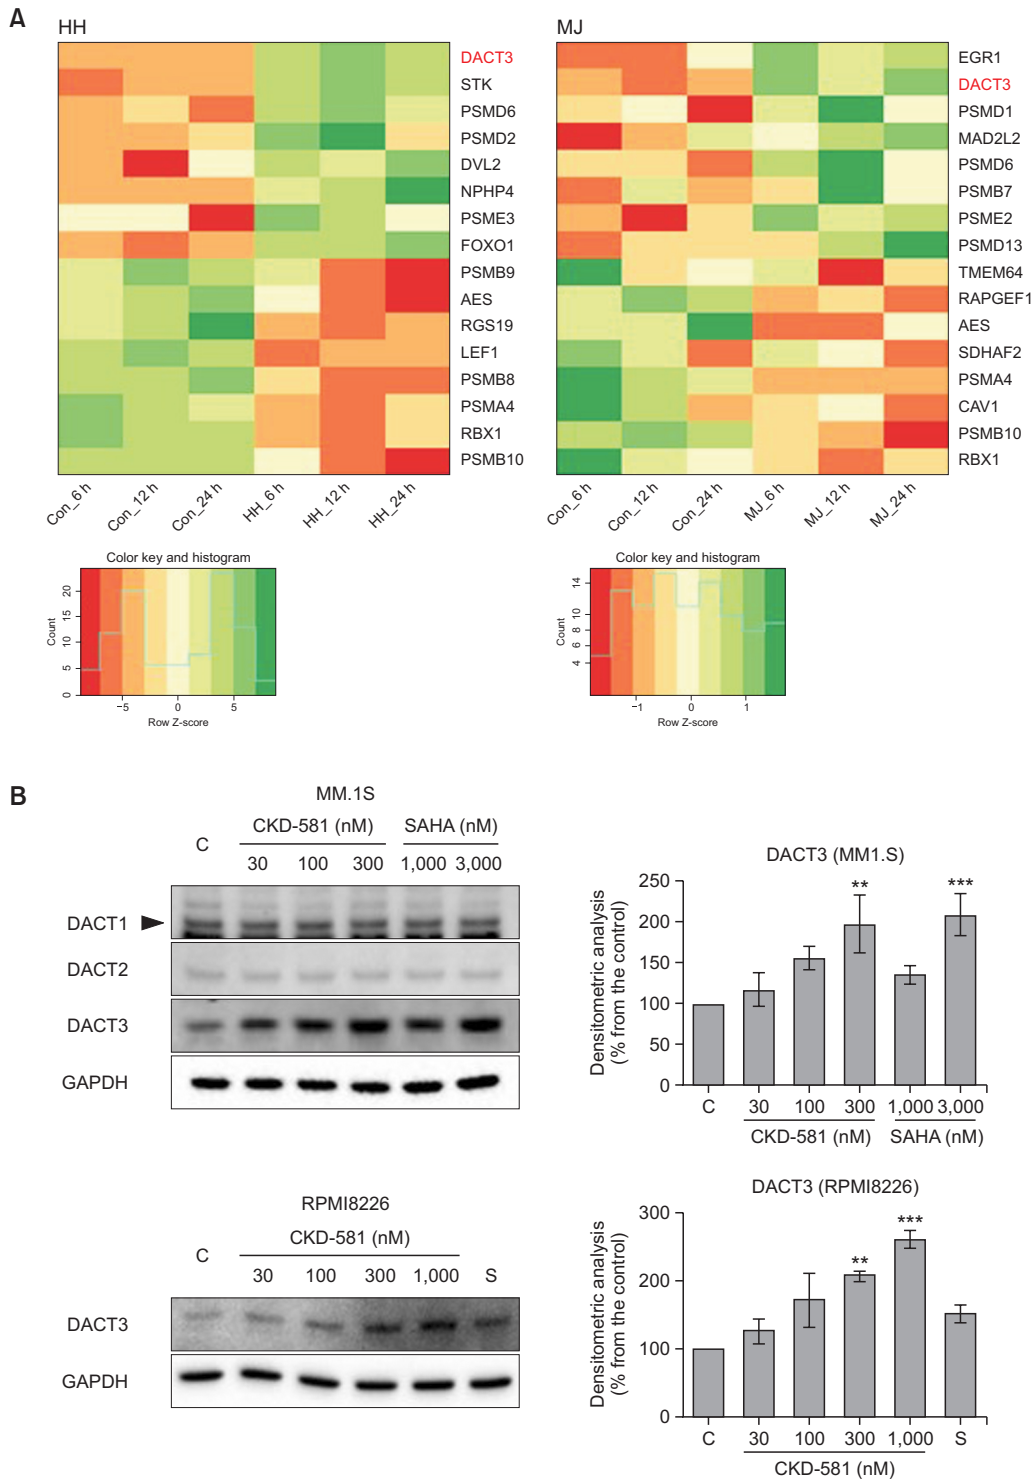 A
HH
DACT3
STK
PSMD6
PSMD2
DVL2
NPHP4
PSME3
FOXO1
PSMB9
AES
RGS19
LEF1
PSMB8
PSMA4
RBX1
PSMB10
Con_6 h
Con_12 h
Con_24 h
HH_6 h
HH_12 h
HH_24h
Color key and histogram
Count
20
15
10
5
0
−5 0 5
Row Z-score
MJ
EGR1
DACT3
PSMD1
MAD2L2
PSMD6
PSMB7
PSME2
PSMD13
TMEM64
RAPGEF1
AES
SDHAF2
PSMA4
CAV1
PSMB10
RBX1
Con_6 h
Con_12 h
Con_24 h
MJ_6 h
MJ_12 h
MJ_24 h
Color key and histogram
Count
14
10
8
6
4
−1 0 1
Row Z-score
B
MM.1S
CKD-581 (nM) SAHA (nM)
C
30 100 300 1,000 3,000
DACT1
DACT2
DACT3
GAPDH
DACT3 (MM1.S)
Densitometric analysis
(% from the control)
250
200
150
100
50
0
** ***
C 30 100 300 1,000 3,000
CKD-581 (nM) SAHA (nM)
RPMI8226
CKD-581 (nM)
C
30 100 300 1,000 S
DACT3
GAPDH
DACT3 (RPMI8226)
Densitometric analysis
(% from the control)
300
200
100
0
** ***
C 30 100 300 1,000 S
CKD-581 (nM)